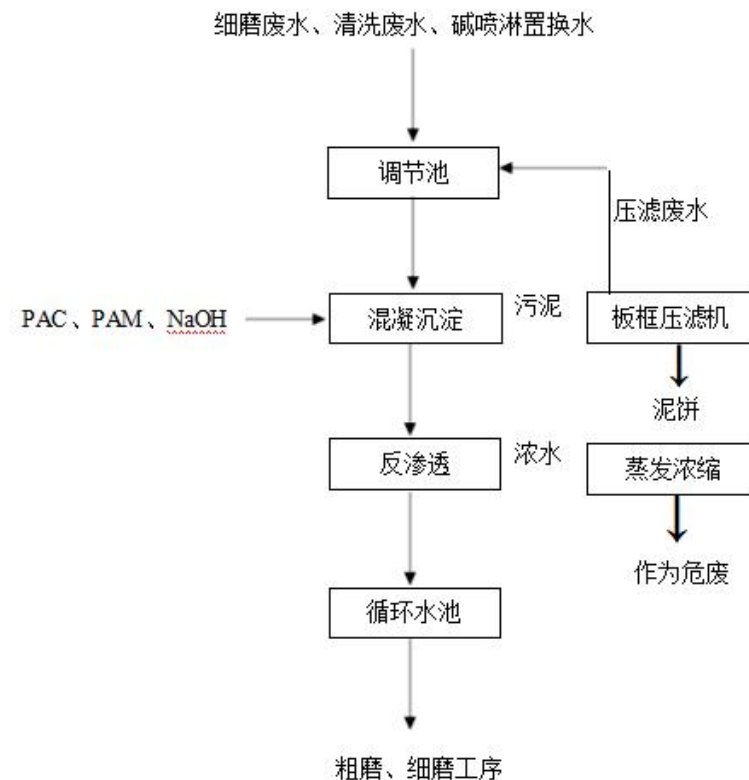 细磨废水、清洗废水、碱喷淋置换水
调节池
压滤废水
PAC、PAM、NaOH
混凝沉淀
污泥
板框压滤机
泥饼
反渗透
浓水
蒸发浓缩
作为危废
循环水池
粗磨、细磨工序